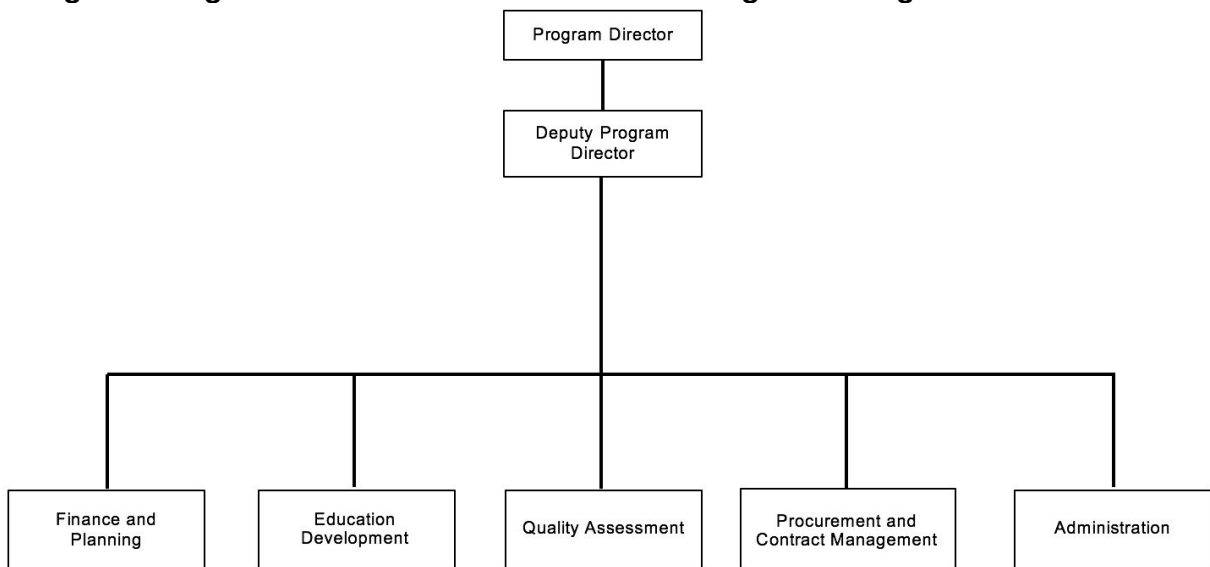 Program Director
Deputy Program
Director
Finance and
Planning
Education
Development
Quality Assessment
Procurement and
Contract Management
Administration